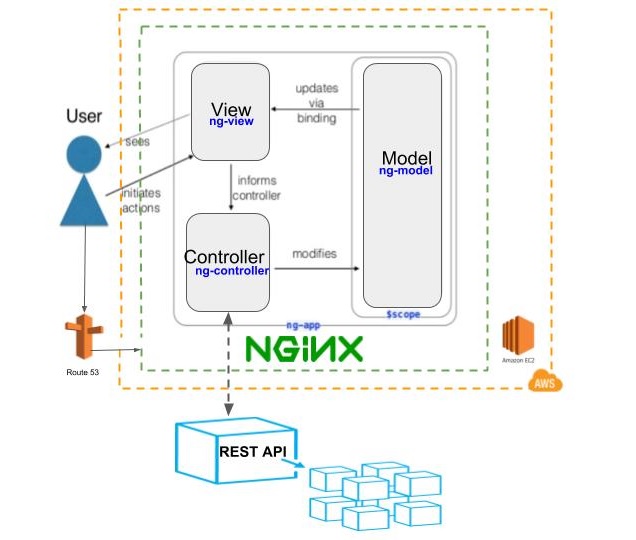 User
View
ng-view
updates
via
binding
Model
ng-model
sees
initiates
actions
informs
controller
Controller
ng-controller
modifies
$scope
ng-app
NGiNX
Route 53
Amazon EC2
AWS
REST API